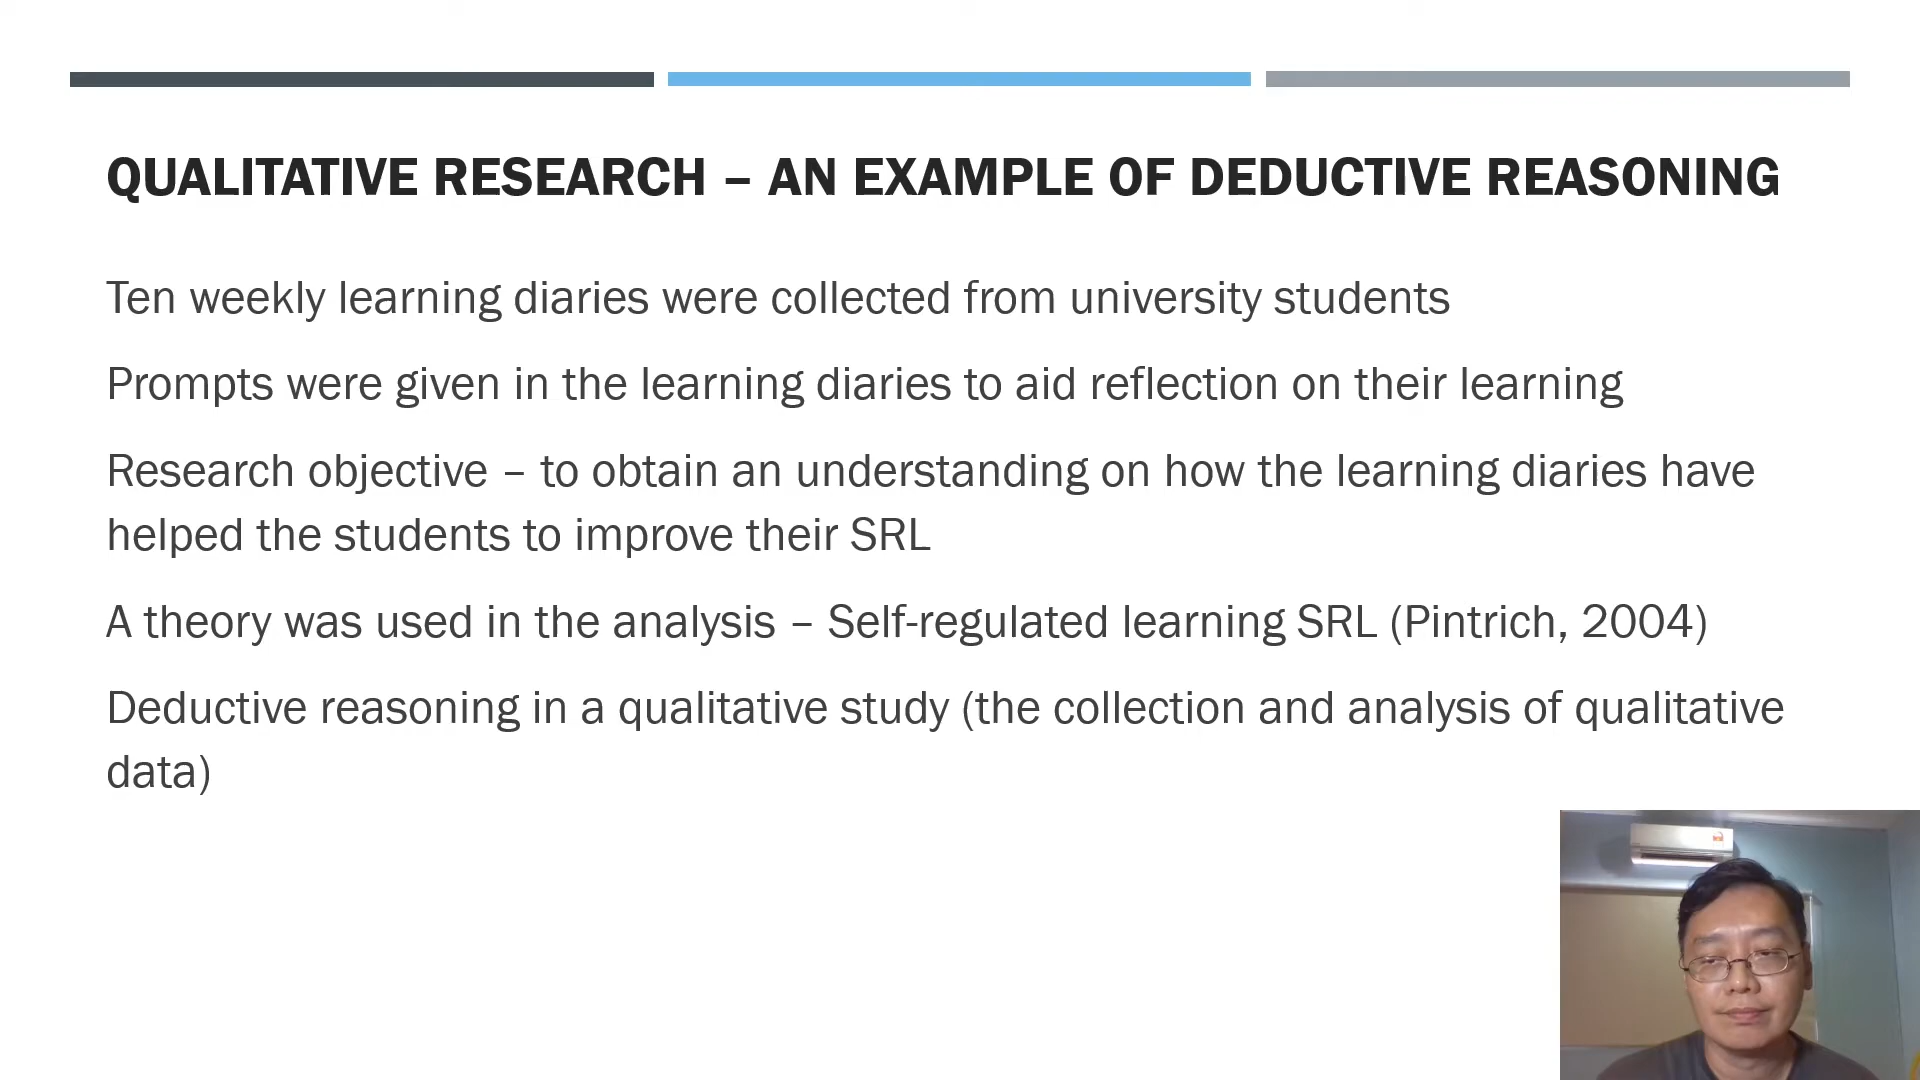 QUALITATIVE RESEARCH – AN EXAMPLE OF DEDUCTIVE REASONING
Ten weekly learning diaries were collected from university students
Prompts were given in the learning diaries to aid reflection on their learning
Research objective – to obtain an understanding on how the learning diaries have
helped the students to improve their SRL
A theory was used in the analysis – Self-regulated learning SRL (Pintrich, 2004)
Deductive reasoning in a qualitative study (the collection and analysis of qualitative
data)